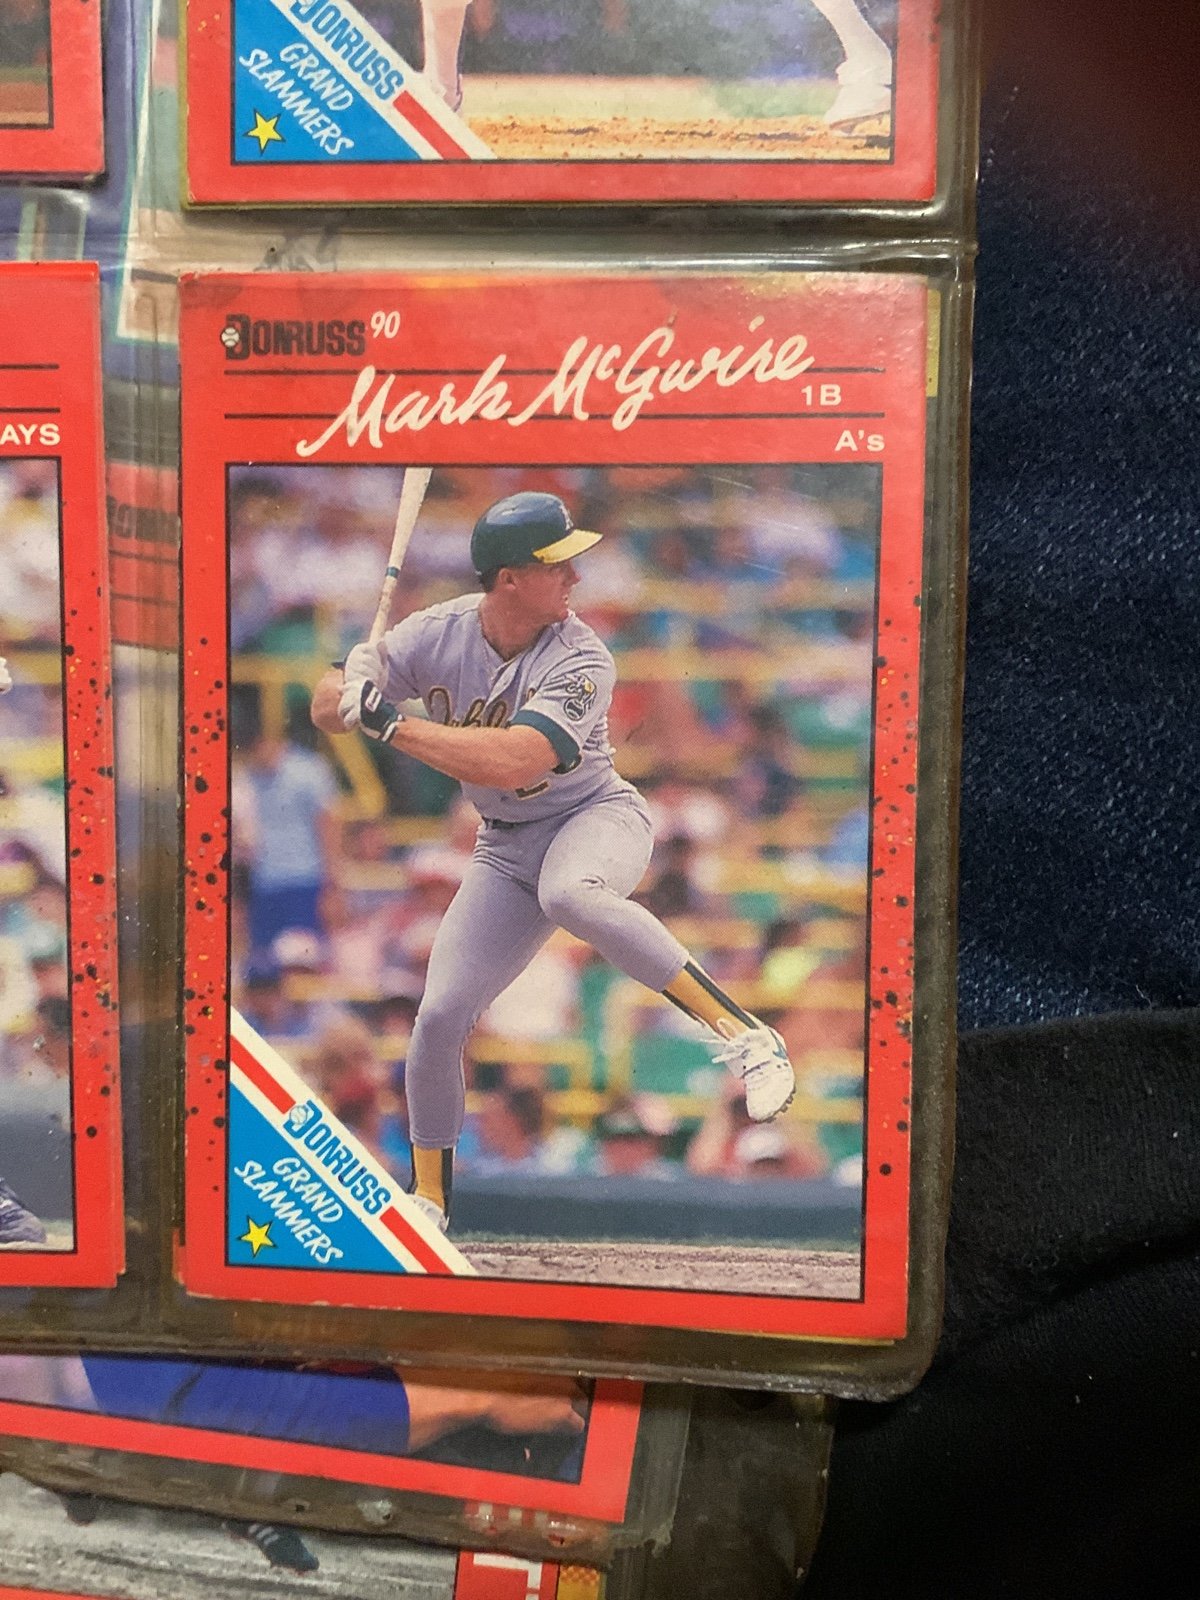 DONRUSS
GRAND
SLAMMERS
AYS
DONRUSS 90
Mark McGwire
1B
A's
DONRUSS
GRAND
SLAMMERS